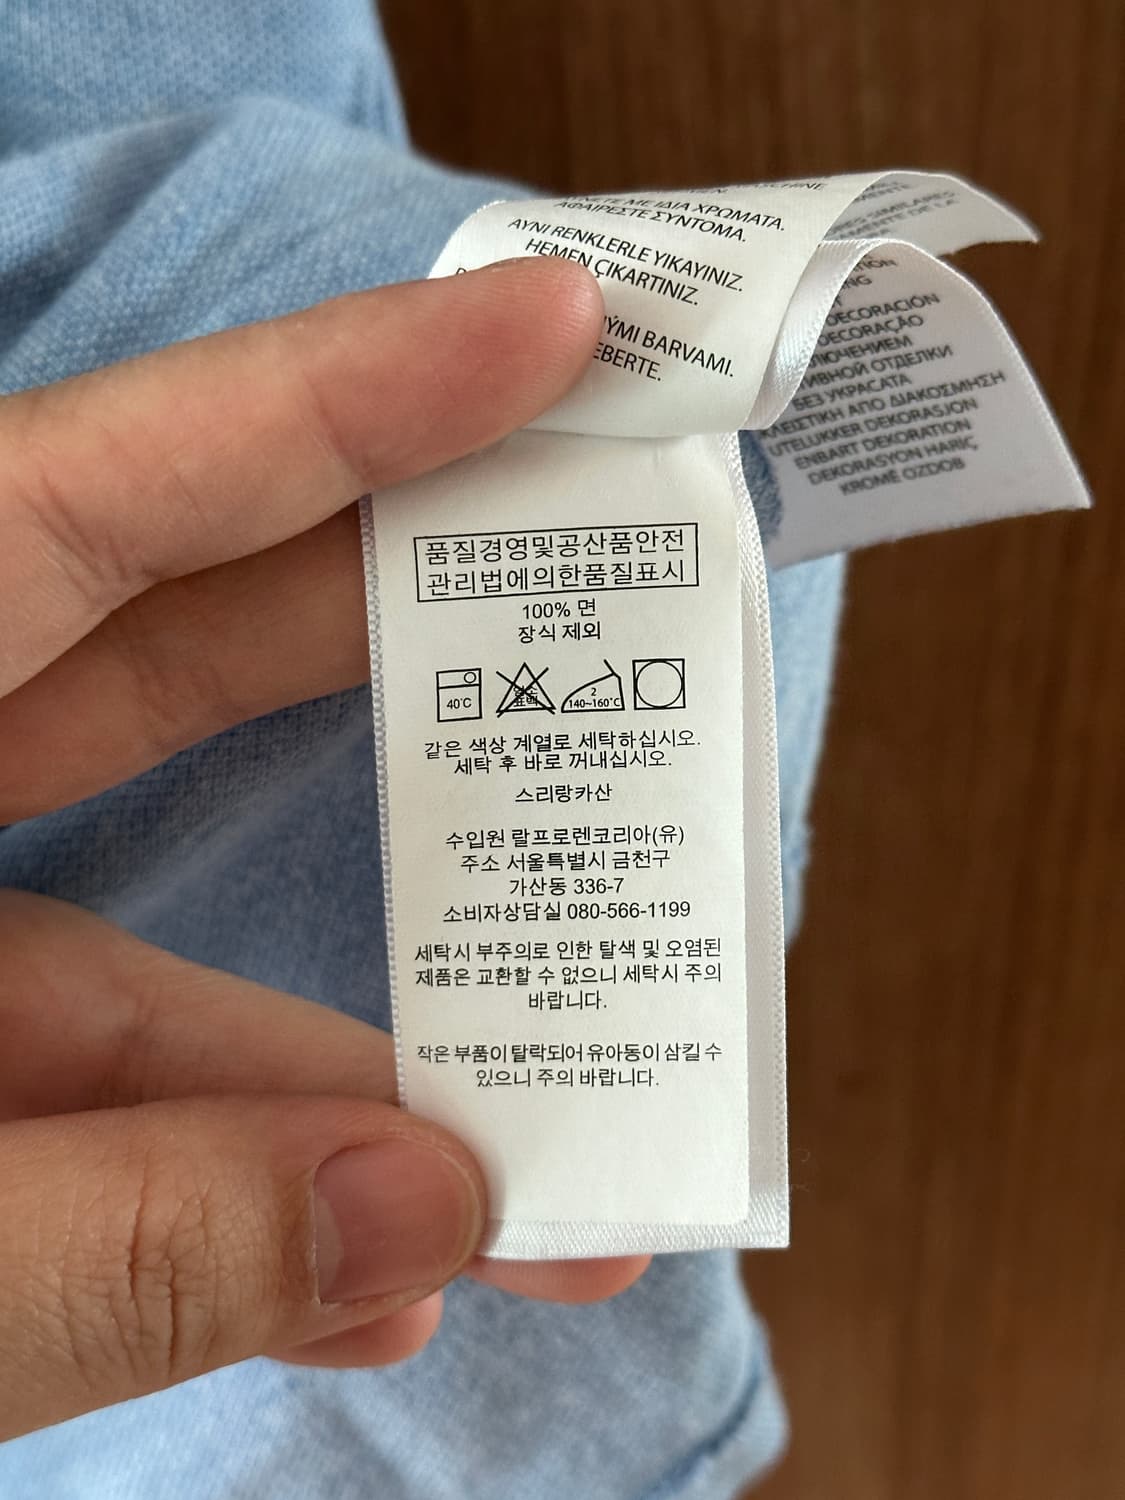 ΜΕ ΙΔΙΑ ΧΡΩΜΑΤΑ.
ΑΦΑΙΡΕΣΤΕ ΣΥΝΤΟΜΑ.
AYNI RENKLERLE YIKAYINIZ.
HEMEN ÇIKARTINIZ.
BARVAMI.
DECORACIÓN
DECORAÇÃO
ОТДЕЛКИ
БЕЗ УКРАСАТА
ΑΠΟ ΔΙΑΚΟΣΜΗΣΗ
UTELUKKER DEKORASJON
ENBART DEKORATION
DEKORASYON HARİÇ
KROMĚ OZDOB
품질경영및공산품안전
관리법에의한품질표시
100% 면
장식 제외
40°C
염소
표백
2
140~160°C
같은 색상 계열로 세탁하십시오.
세탁 후 바로 꺼내십시오.
스리랑카산
수입원 랄프로렌코리아(유)
주소 서울특별시 금천구
가산동 336-7
소비자상담실 080-566-1199
세탁시 부주의로 인한 탈색 및 오염된
제품은 교환할 수 없으니 세탁시 주의
바랍니다.
작은 부품이 탈락되어 유아동이 삼킬 수
있으니 주의 바랍니다.